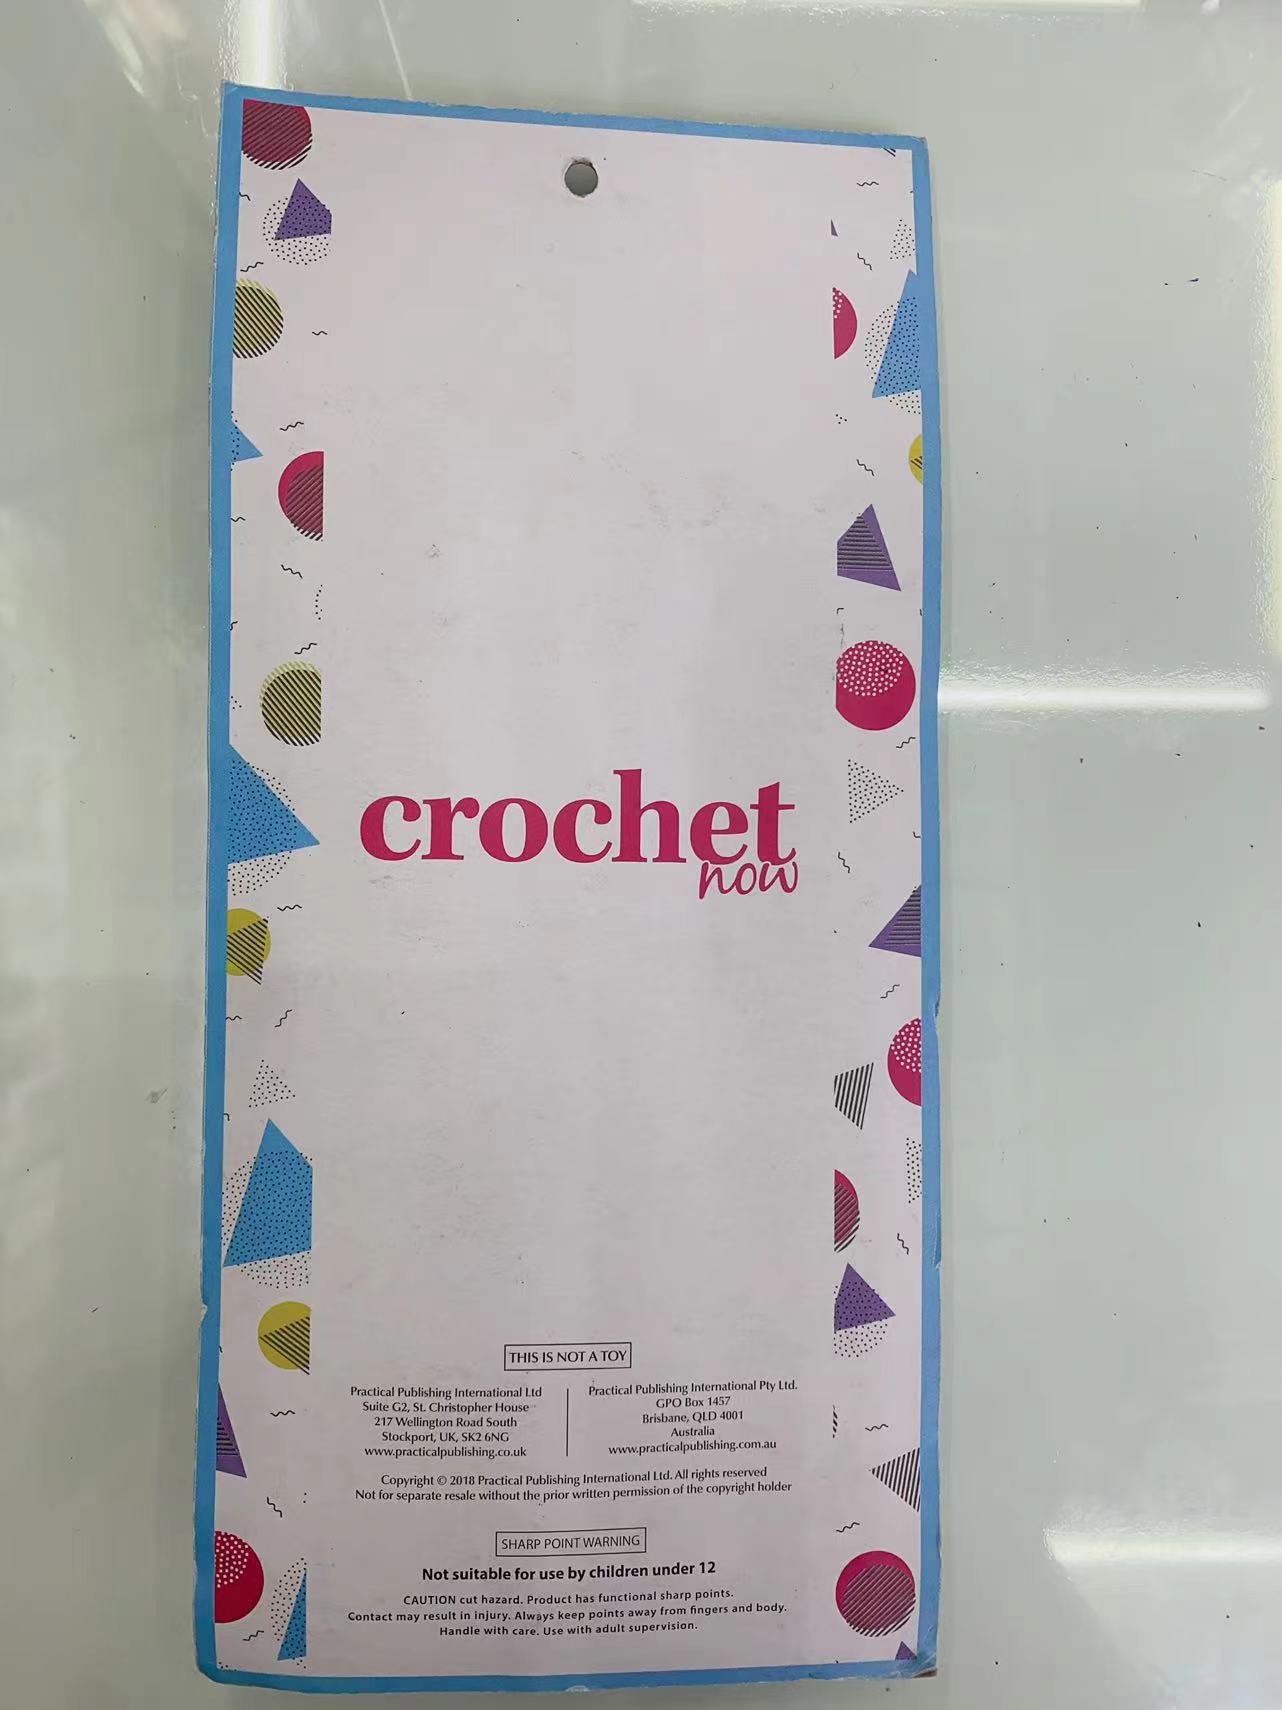 crochet
now
THIS IS NOT A TOY
Practical Publishing International Ltd
Suite G2, St. Christopher House
217 Wellington Road South
Stockport, UK, SK2 6NG
www.practicalpublishing.co.uk
Practical Publishing International Pty Ltd.
GPO Box 1457
Brisbane, QLD 4001
Australia
www.practicalpublishing.com.au
Copyright © 2018 Practical Publishing International Ltd. All rights reserved
Not for separate resale without the prior written permission of the copyright holder
SHARP POINT WARNING
Not suitable for use by children under 12
CAUTION cut hazard. Product has functional sharp points.
Contact may result in injury. Always keep points away from fingers and body.
Handle with care. Use with adult supervision.